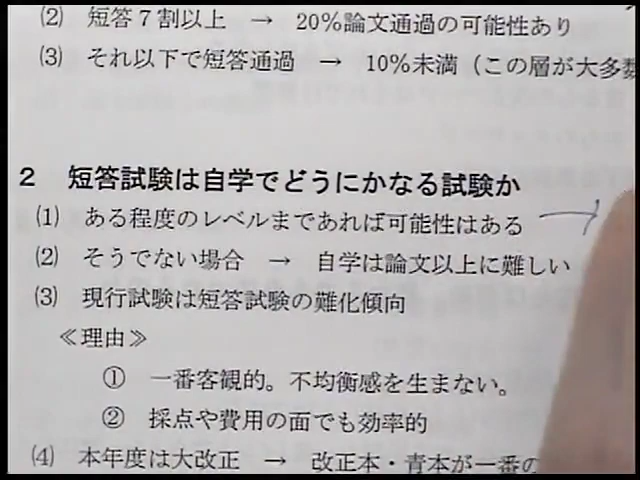 (2) 短答7割以上 → 20%論文通過の可能性あり
(3) それ以下で短答通過 → 10%未満（この層が大多数
2 短答試験は自学でどうにかなる試験か
(1) ある程度のレベルまであれば可能性はある →
(2) そうでない場合 → 自学は論文以上に難しい
(3) 現行試験は短答試験の難化傾向
≪理由≫
① 一番客観的。不均衡感を生まない。
② 採点や費用の面でも効率的
(4) 本年度は大改正 → 改正本・青本が一番の